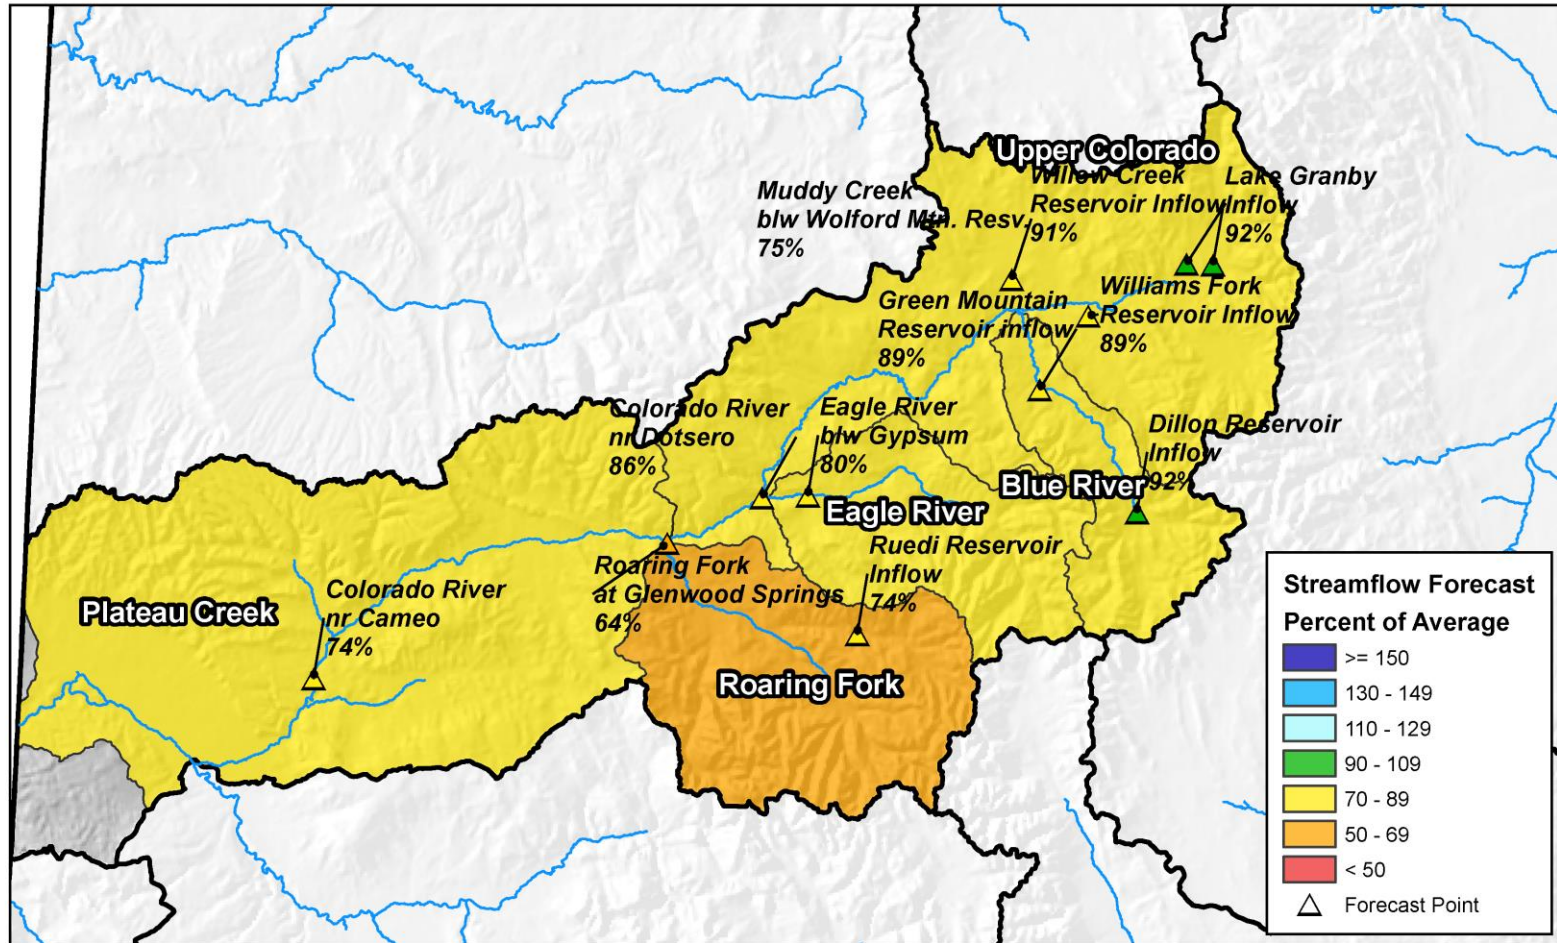 Upper Colorado
Muddy Creek
blw Wolford Mtn. Resv.
75%
Willow Creek
Reservoir Inflow
91%
Lake Granby
Inflow
92%
Green Mountain
Reservoir inflow
89%
Williams Fork
Reservoir Inflow
89%
Colorado River
nr Dotsero
86%
Eagle River
blw Gypsum
80%
Dillon Reservoir
Inflow
92%
Blue River
Eagle River
Ruedi Reservoir
Inflow
74%
Roaring Fork
at Glenwood Springs
64%
Colorado River
nr Cameo
74%
Plateau Creek
Roaring Fork
Streamflow Forecast
Percent of Average
>= 150
130 - 149
110 - 129
90 - 109
70 - 89
50 - 69
< 50
Forecast Point